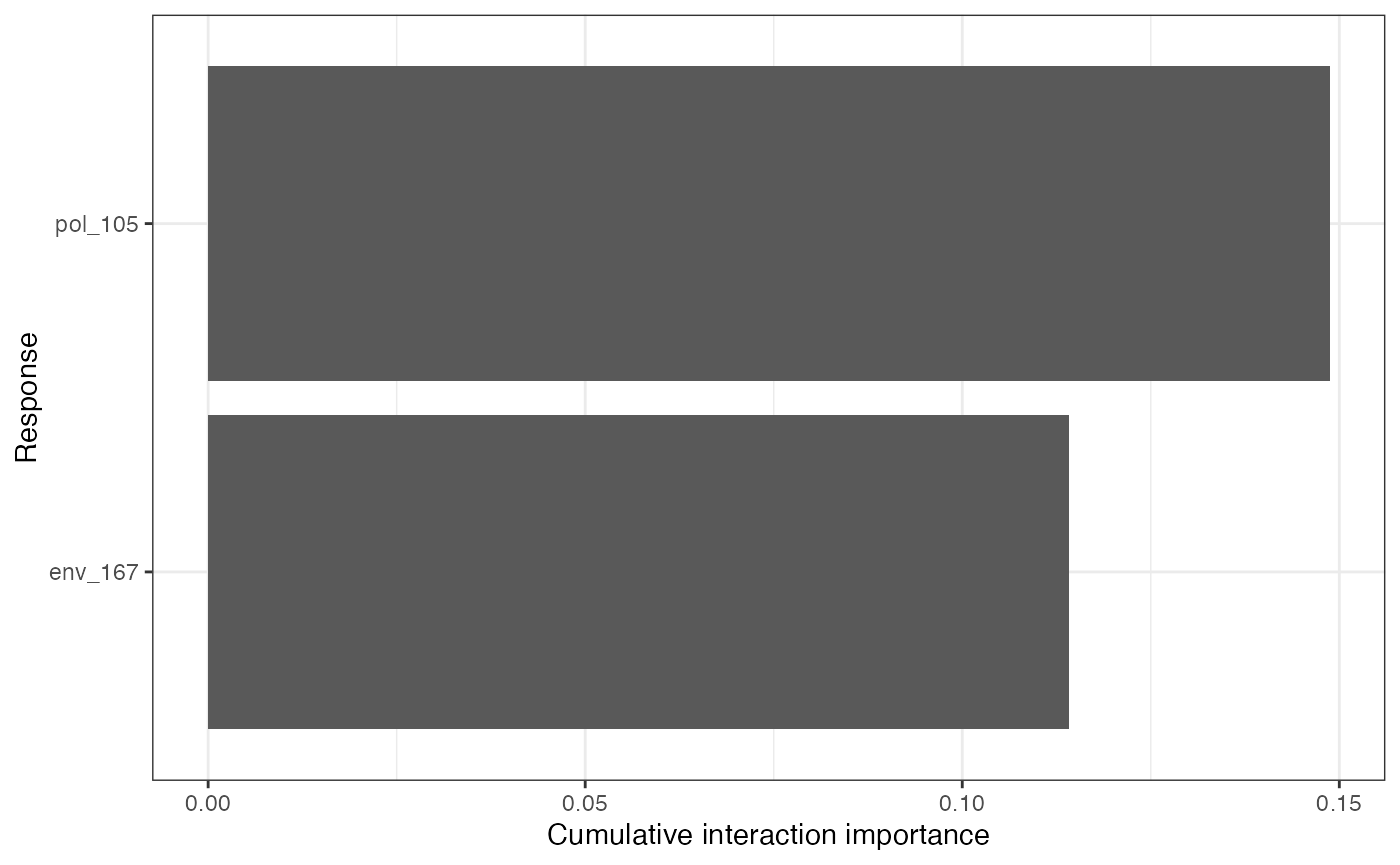 Response
pol_105
env_167
0.00
0.05
0.10
0.15
Cumulative interaction importance